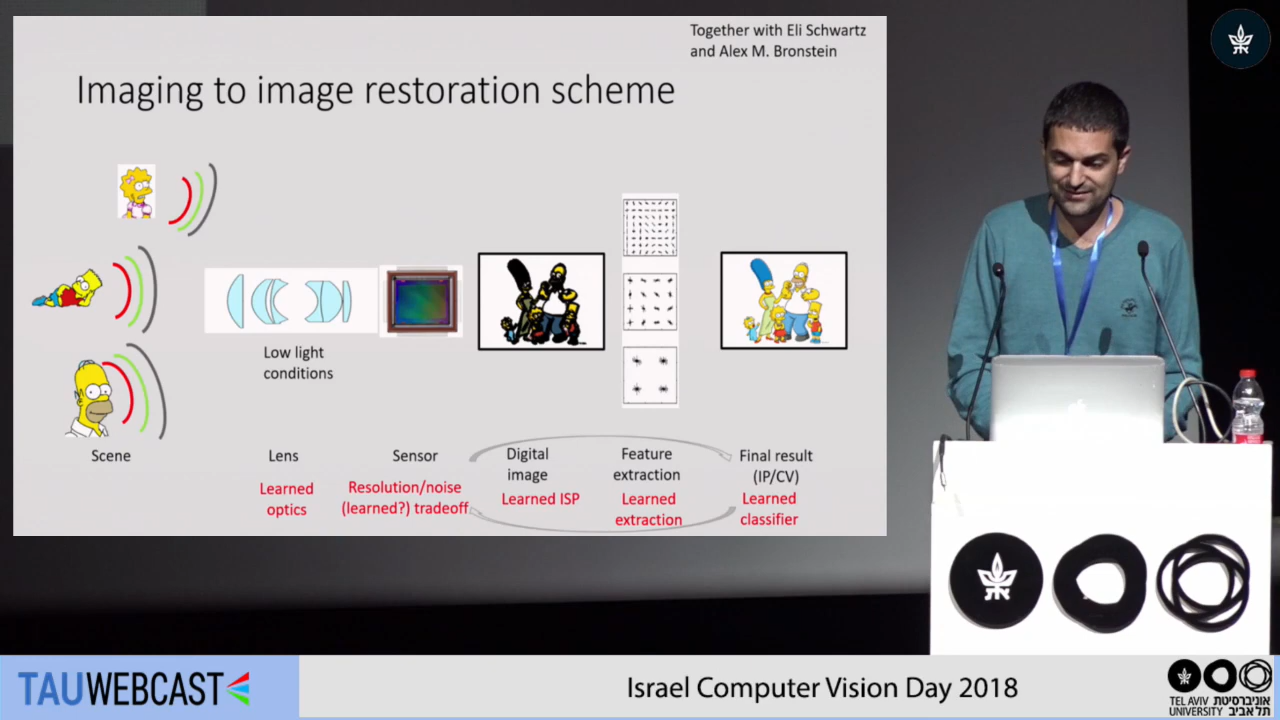 Together with Eli Schwartz
and Alex M. Bronstein
Imaging to image restoration scheme
Low light
conditions
Scene
Lens
Sensor
Digital
image
Feature
extraction
Final result
(IP/CV)
Learned
optics
Resolution/noise
(learned?) tradeoff
Learned ISP
Learned
extraction
Learned
classifier
TAUWEBCAST
Israel Computer Vision Day 2018
TEL AVIV אוניברסיטת
UNIVERSITY תל אביב